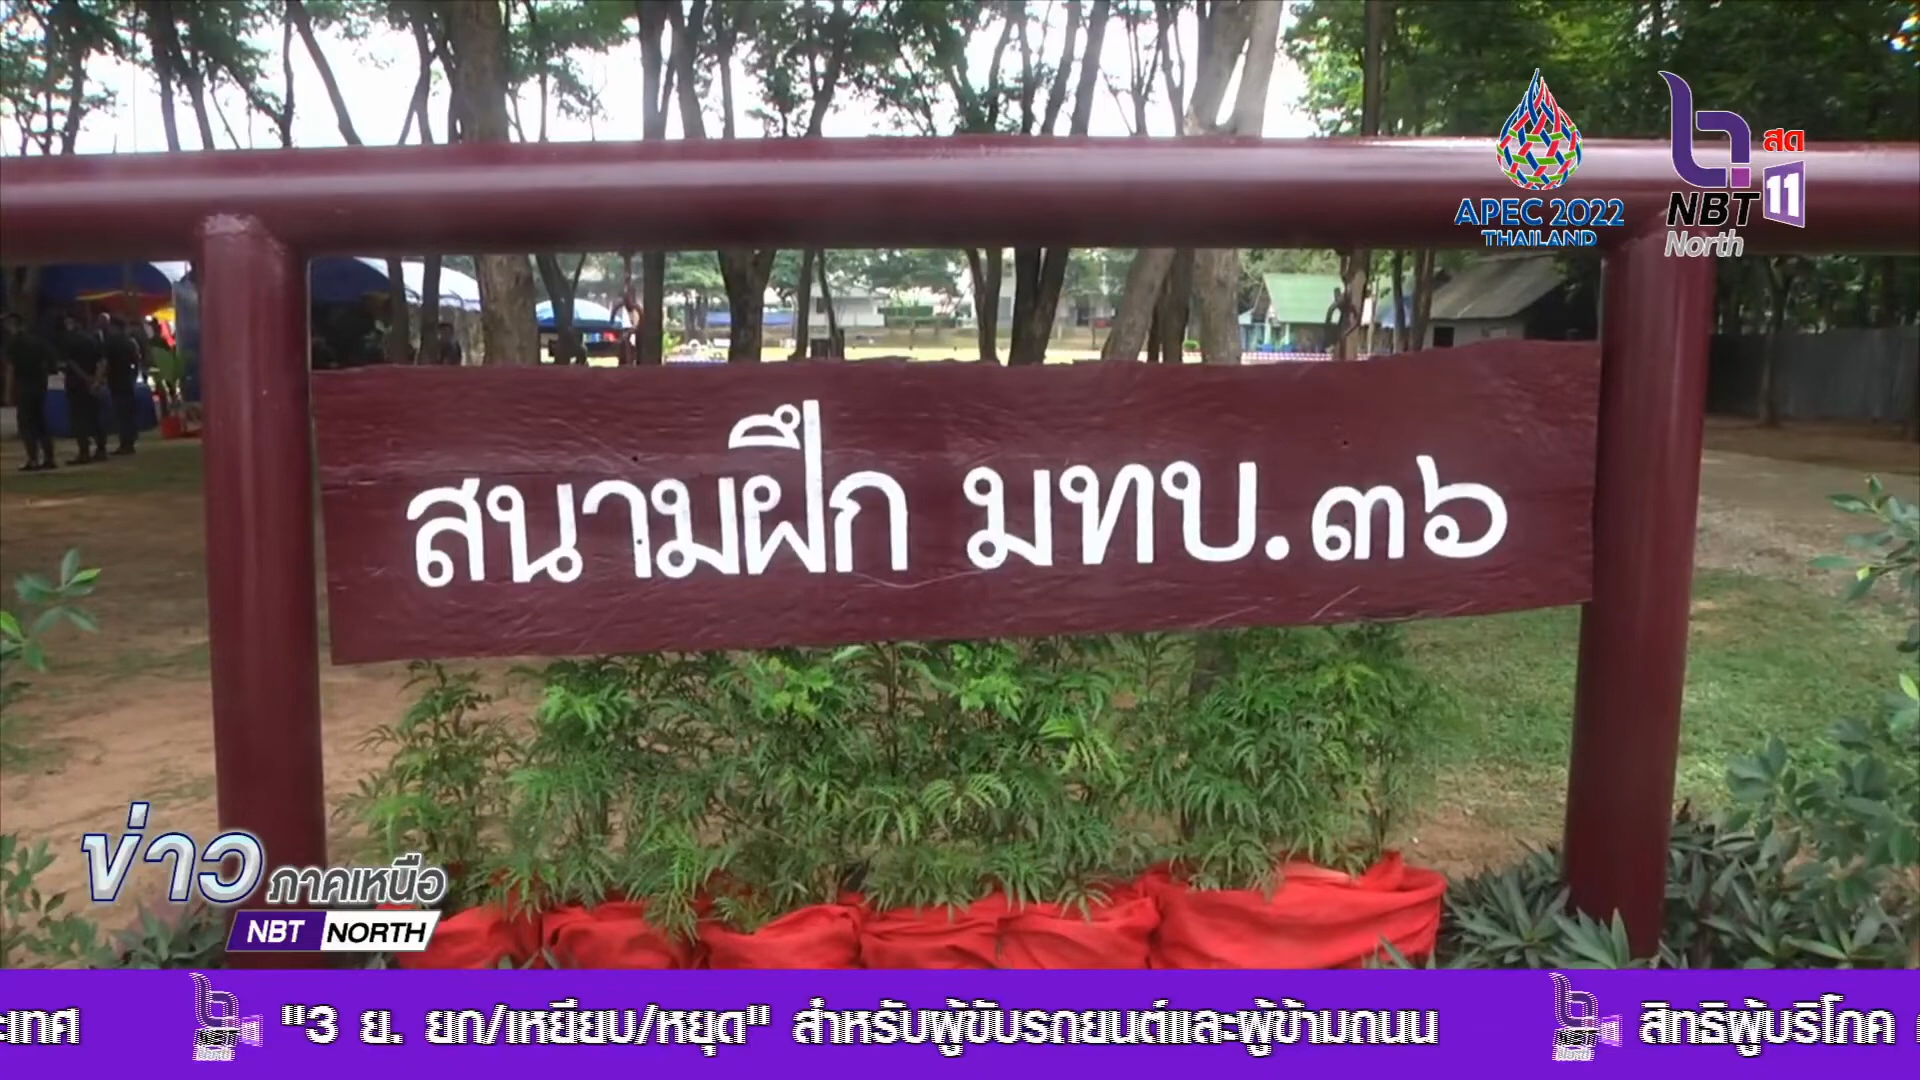 APEC 2022
THAILAND
สด
NBT 11
North
สนามฝึก มทบ.๓๖
ข่าว ภาคเหนือ
NBT NORTH
"3 ย. ยก/เหยียบ/หยุด" สำหรับผู้ขับรถยนต์และผู้ข้ามถนน
North
North
สิทธิผู้บริโภค